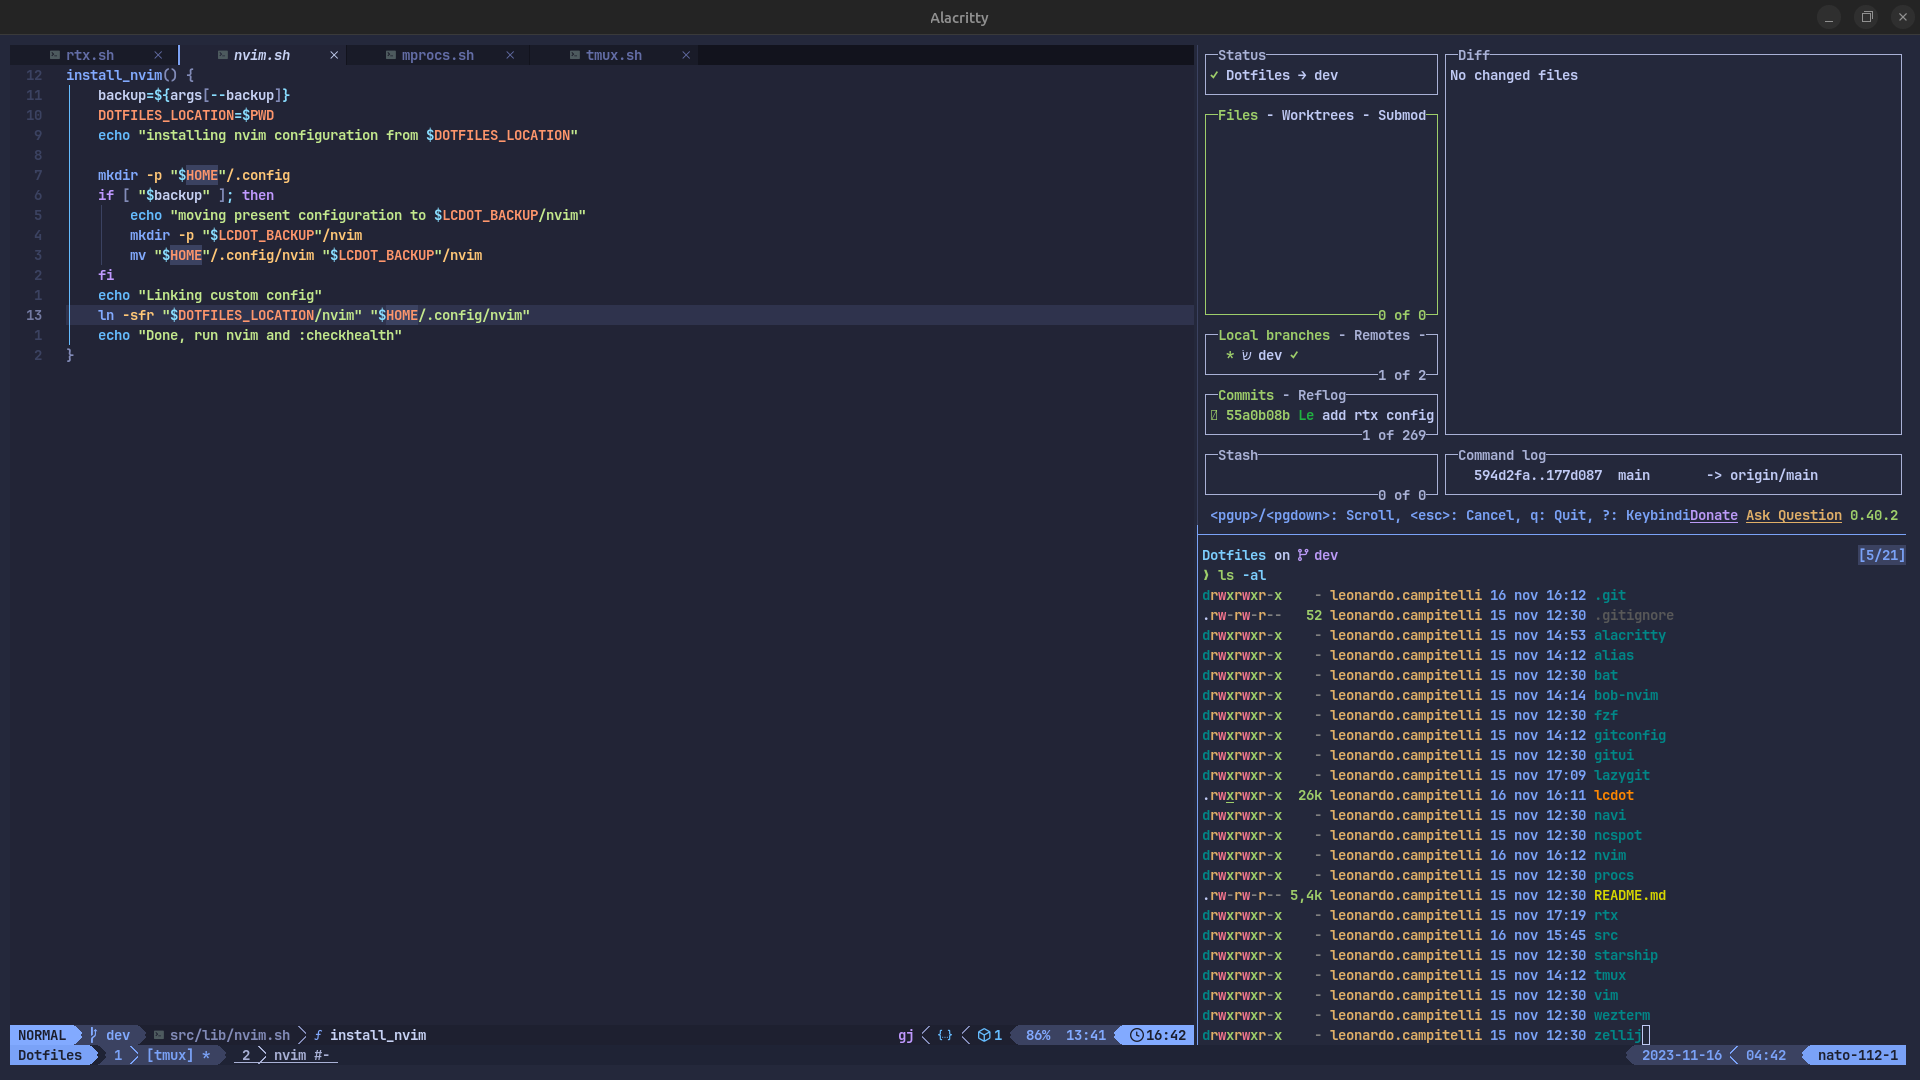 Alacritty
rtx.sh × nvim.sh × mprocs.sh × tmux.sh ×
12 install_nvim() {
11 backup=${args[--backup]}
10 DOTFILES_LOCATION=$PWD
9 echo "installing nvim configuration from $DOTFILES_LOCATION"
8
7 mkdir -p "$HOME"/.config
6 if [ "$backup" ]; then
5 echo "moving present configuration to $LCDOT_BACKUP/nvim"
4 mkdir -p "$LCDOT_BACKUP"/nvim
3 mv "$HOME"/.config/nvim "$LCDOT_BACKUP"/nvim
2 fi
1 echo "Linking custom config"
13 ln -sfr "$DOTFILES_LOCATION/nvim" "$HOME/.config/nvim"
1 echo "Done, run nvim and :checkhealth"
2 }
NORMAL dev src/lib/nvim.sh install_nvim gj {} 1 86% 13:41 16:42
Status
✓ Dotfiles → dev
Files - Worktrees - Submod
0 of 0
Local branches - Remotes -
* dev ✓
1 of 2
Commits - Reflog
55a0b08b Le add rtx config
1 of 269
Stash
0 of 0
Diff
No changed files
Command log
594d2fa..177d087 main -> origin/main
<pgup>/<pgdown>: Scroll, <esc>: Cancel, q: Quit, ?: KeybindiDonate Ask Question 0.40.2
Dotfiles on dev [5/21]
❯ ls -al
drwxrwxr-x - leonardo.campitelli 16 nov 16:12 .git
.rw-rw-r-- 52 leonardo.campitelli 15 nov 12:30 .gitignore
drwxrwxr-x - leonardo.campitelli 15 nov 14:53 alacritty
drwxrwxr-x - leonardo.campitelli 15 nov 14:12 alias
drwxrwxr-x - leonardo.campitelli 15 nov 12:30 bat
drwxrwxr-x - leonardo.campitelli 15 nov 14:14 bob-nvim
drwxrwxr-x - leonardo.campitelli 15 nov 12:30 fzf
drwxrwxr-x - leonardo.campitelli 15 nov 14:12 gitconfig
drwxrwxr-x - leonardo.campitelli 15 nov 12:30 gitui
drwxrwxr-x - leonardo.campitelli 15 nov 17:09 lazygit
.rwxrwxr-x 26k leonardo.campitelli 16 nov 16:11 lcdot
drwxrwxr-x - leonardo.campitelli 15 nov 12:30 navi
drwxrwxr-x - leonardo.campitelli 15 nov 12:30 ncspot
drwxrwxr-x - leonardo.campitelli 16 nov 16:12 nvim
drwxrwxr-x - leonardo.campitelli 15 nov 12:30 procs
.rw-rw-r-- 5,4k leonardo.campitelli 15 nov 12:30 README.md
drwxrwxr-x - leonardo.campitelli 15 nov 17:19 rtx
drwxrwxr-x - leonardo.campitelli 16 nov 15:45 src
drwxrwxr-x - leonardo.campitelli 15 nov 12:30 starship
drwxrwxr-x - leonardo.campitelli 15 nov 14:12 tmux
drwxrwxr-x - leonardo.campitelli 15 nov 12:30 vim
drwxrwxr-x - leonardo.campitelli 15 nov 12:30 wezterm
drwxrwxr-x - leonardo.campitelli 15 nov 12:30 zellij
Dotfiles 1 [tmux] * 2 nvim #- 2023-11-16 04:42 nato-112-1